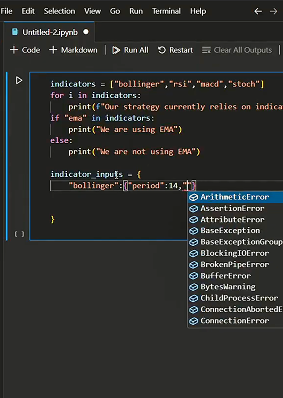 File Edit Selection View Go Run Terminal Help
Untitled-2.ipynb
+ Code + Markdown Run All Restart Clear All Outputs
indicators = ["bollinger","rsi","macd","stoch"]
for i in indicators:
print(f"Our strategy currently relies on indicat
if "ema" in indicators:
print("We are using EMA")
else:
print("We are not using EMA")
indicator_inputs = {
"bollinger":{"period":14,""}
ArithmeticError
AssertionError
AttributeError
BaseException
BaseExceptionGroup
BlockingIOError
BrokenPipeError
BufferError
BytesWarning
ChildProcessError
ConnectionAbortedE
ConnectionError
}
[ ]